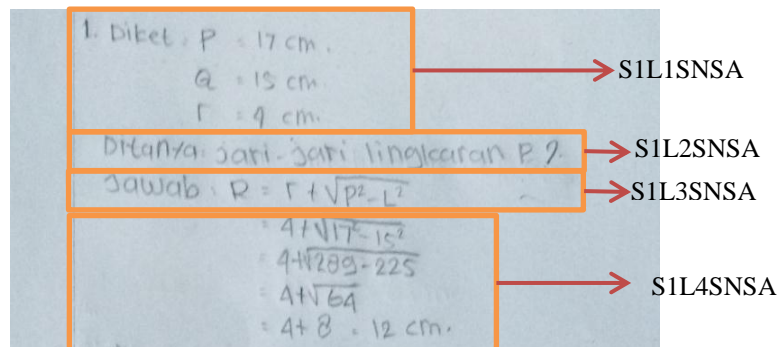 1. Diket : P = 17 cm.
Q = 15 cm.
r = 4 cm.
S1L1SNSA
Ditanya : Jari-jari lingkaran P ?
S1L2SNSA
Jawab : R = r + √P² - L²
S1L3SNSA
= 4+√17² - 15²
= 4+√289 - 225
= 4+√64
= 4+ 8 = 12 cm.
S1L4SNSA